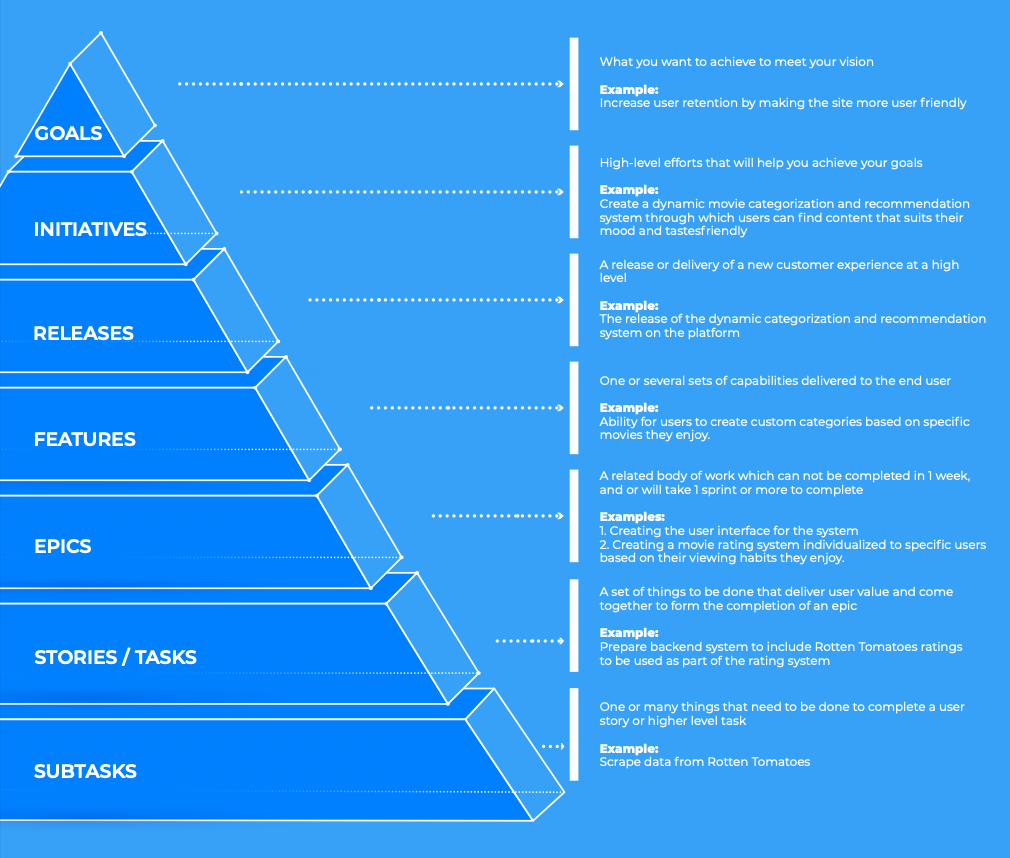 GOALS
What you want to achieve to meet your vision
Example:
Increase user retention by making the site more user friendly
INITIATIVES
High-level efforts that will help you achieve your goals
Example:
Create a dynamic movie categorization and recommendation
system through which users can find content that suits their
mood and tastesfriendly
RELEASES
A release or delivery of a new customer experience at a high
level
Example:
The release of the dynamic categorization and recommendation
system on the platform
FEATURES
One or several sets of capabilities delivered to the end user
Example:
Ability for users to create custom categories based on specific
movies they enjoy.
EPICS
A related body of work which can not be completed in 1 week,
and or will take 1 sprint or more to complete
Examples:
1. Creating the user interface for the system
2. Creating a movie rating system individualized to specific users
based on their viewing habits they enjoy.
STORIES / TASKS
A set of things to be done that deliver user value and come
together to form the completion of an epic
Example:
Prepare backend system to include Rotten Tomatoes ratings
to be used as part of the rating system
SUBTASKS
One or many things that need to be done to complete a user
story or higher level task
Example:
Scrape data from Rotten Tomatoes